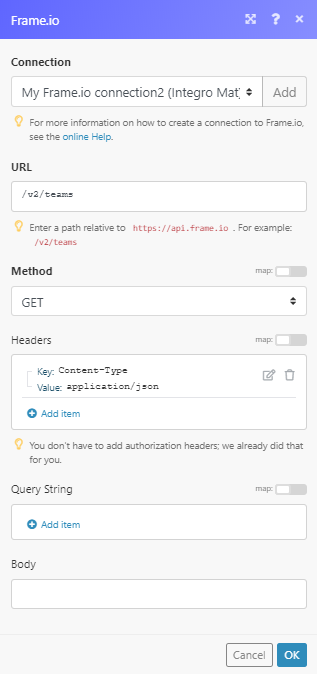 Frame.io
Connection
My Frame.io connection2 (Integro Mat
Add
For more information on how to create a connection to Frame.io,
see the online Help.
URL
/v2/teams
Enter a path relative to https://api.frame.io . For example:
/v2/teams
Method
map:
GET
Headers
map:
Key: Content-Type
Value: application/json
Add item
You don't have to add authorization headers; we already did that
for you.
Query String
map:
Add item
Body
Cancel
OK